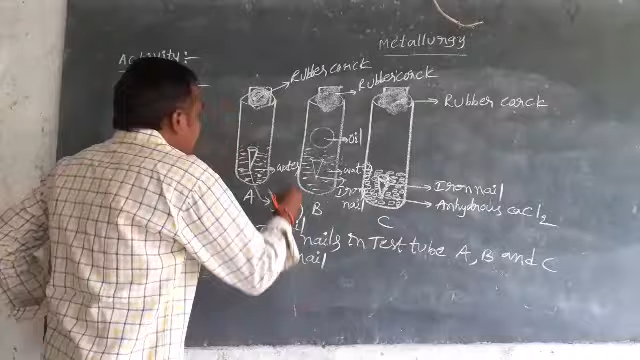 Metallurgy
Activity:-
Rubber corck
Rubber corck
Rubber corck
oil
water
water
Iron nail
Iron nail
Anhydrous cacl2
A
B
C
nails in Test tube A, B and C
nail